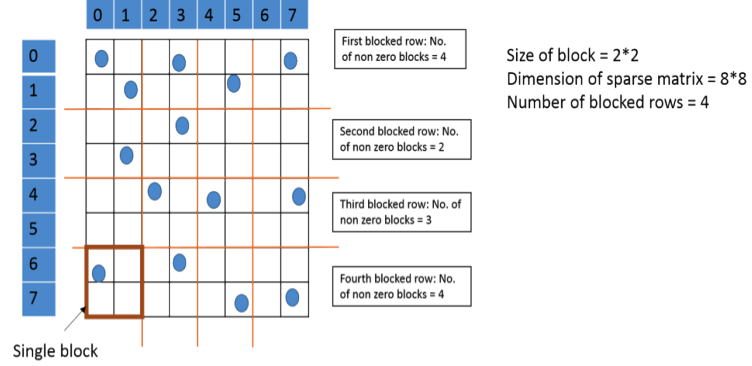 0 1 2 3 4 5 6 7
0
1
2
3
4
5
6
7
First blocked row: No.
of non zero blocks = 4
Second blocked row: No.
of non zero blocks = 2
Third blocked row: No. of
non zero blocks = 3
Fourth blocked row: No.
of non zero blocks = 4
Size of block = 2*2
Dimension of sparse matrix = 8*8
Number of blocked rows = 4
Single block